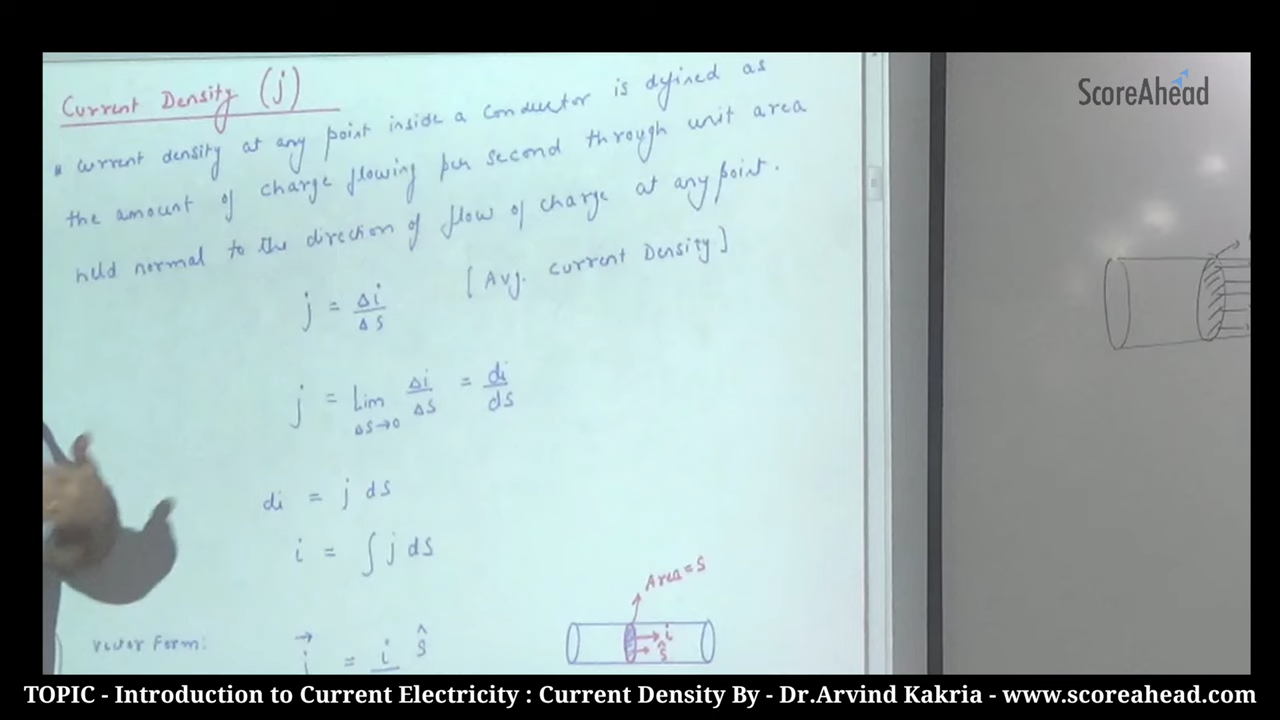 Current Density (j)
ScoreAhead
* current density at any point inside a conductor is defined as
the amount of charge flowing per second through unit area
held normal to the direction of flow of charge at any point.
j = Δi/Δs [Avg. current Density]
j = Lim Δs→0 Δi/Δs = di/ds
di = j ds
i = ∫ j ds
Area = S
i
ŝ
Vector Form:
j⃗ = i ŝ
TOPIC - Introduction to Current Electricity : Current Density By - Dr.Arvind Kakria - www.scoreahead.com